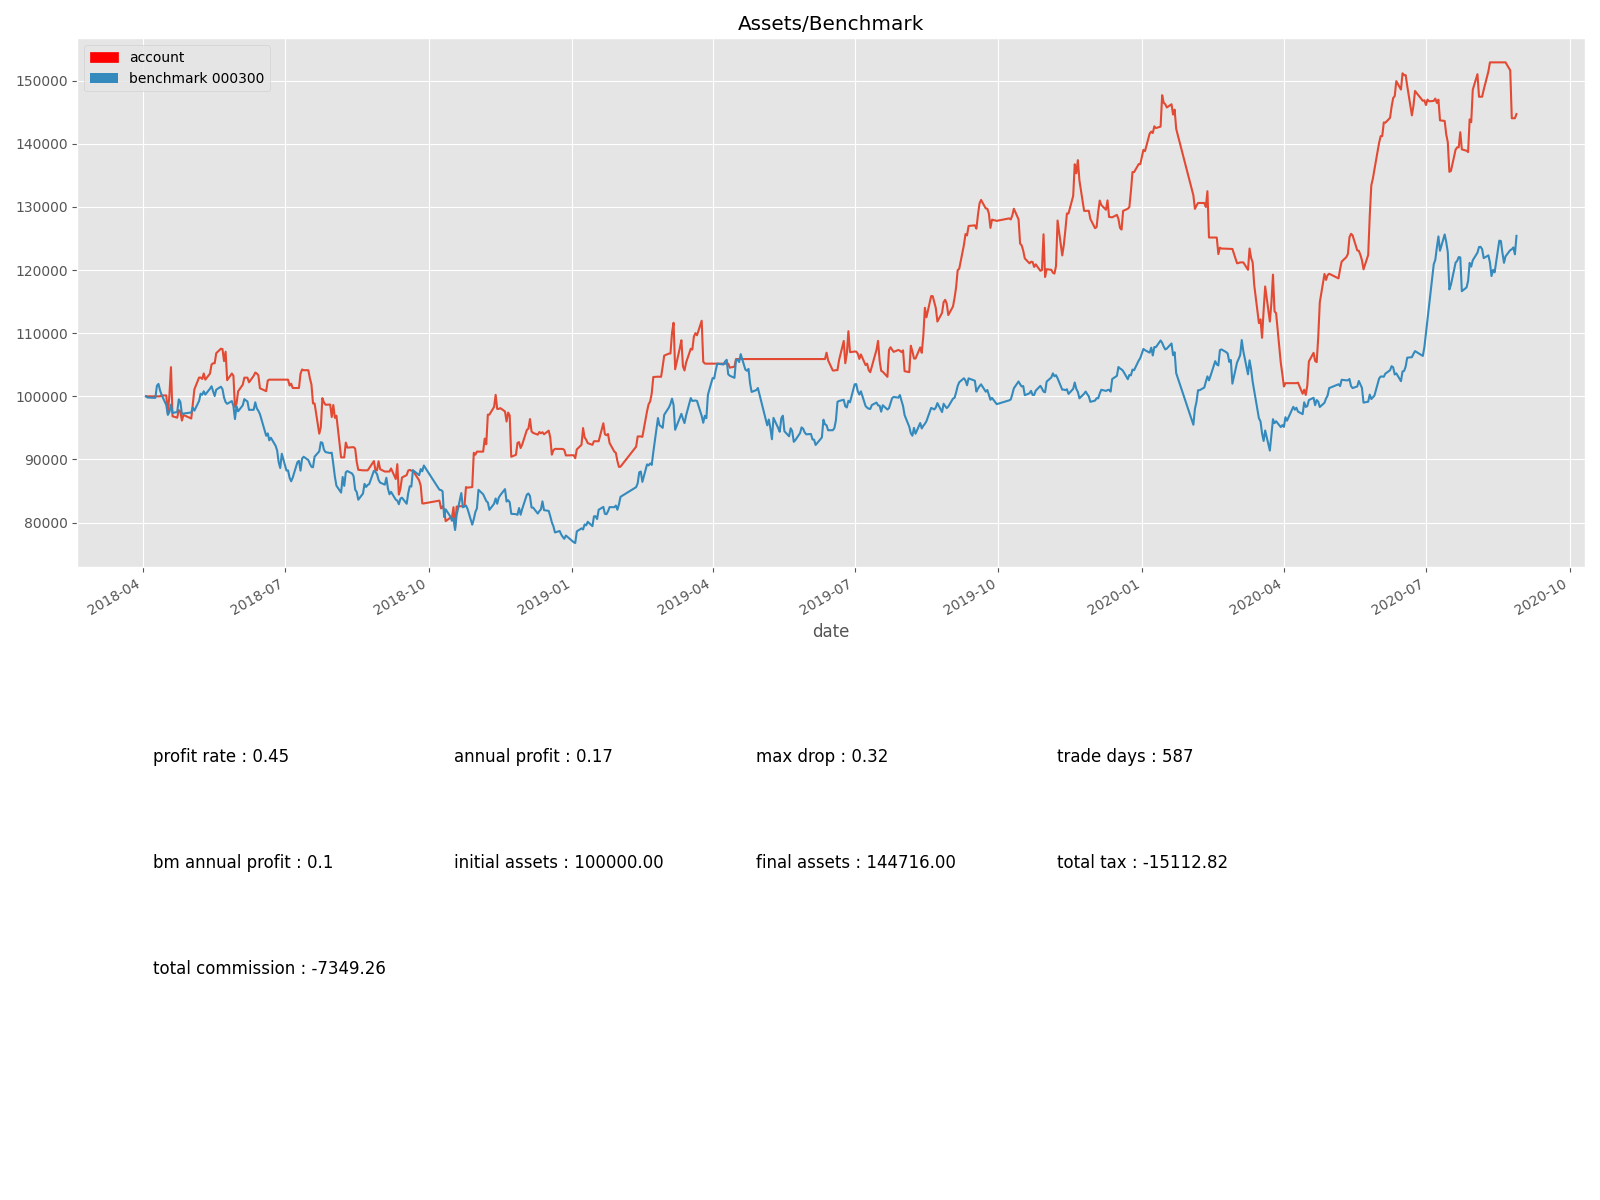 Assets/Benchmark
account
benchmark 000300
150000
140000
130000
120000
110000
100000
90000
80000
2018-04
2018-07
2018-10
2019-01
2019-04
2019-07
2019-10
2020-01
2020-04
2020-07
2020-10
date
profit rate : 0.45
annual profit : 0.17
max drop : 0.32
trade days : 587
bm annual profit : 0.1
initial assets : 100000.00
final assets : 144716.00
total tax : -15112.82
total commission : -7349.26